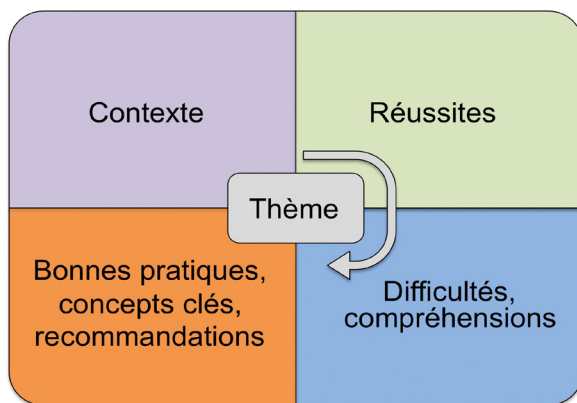 Contexte
Réussites
Thème
Bonnes pratiques,
concepts clés,
recommandations
Difficultés,
compréhensions